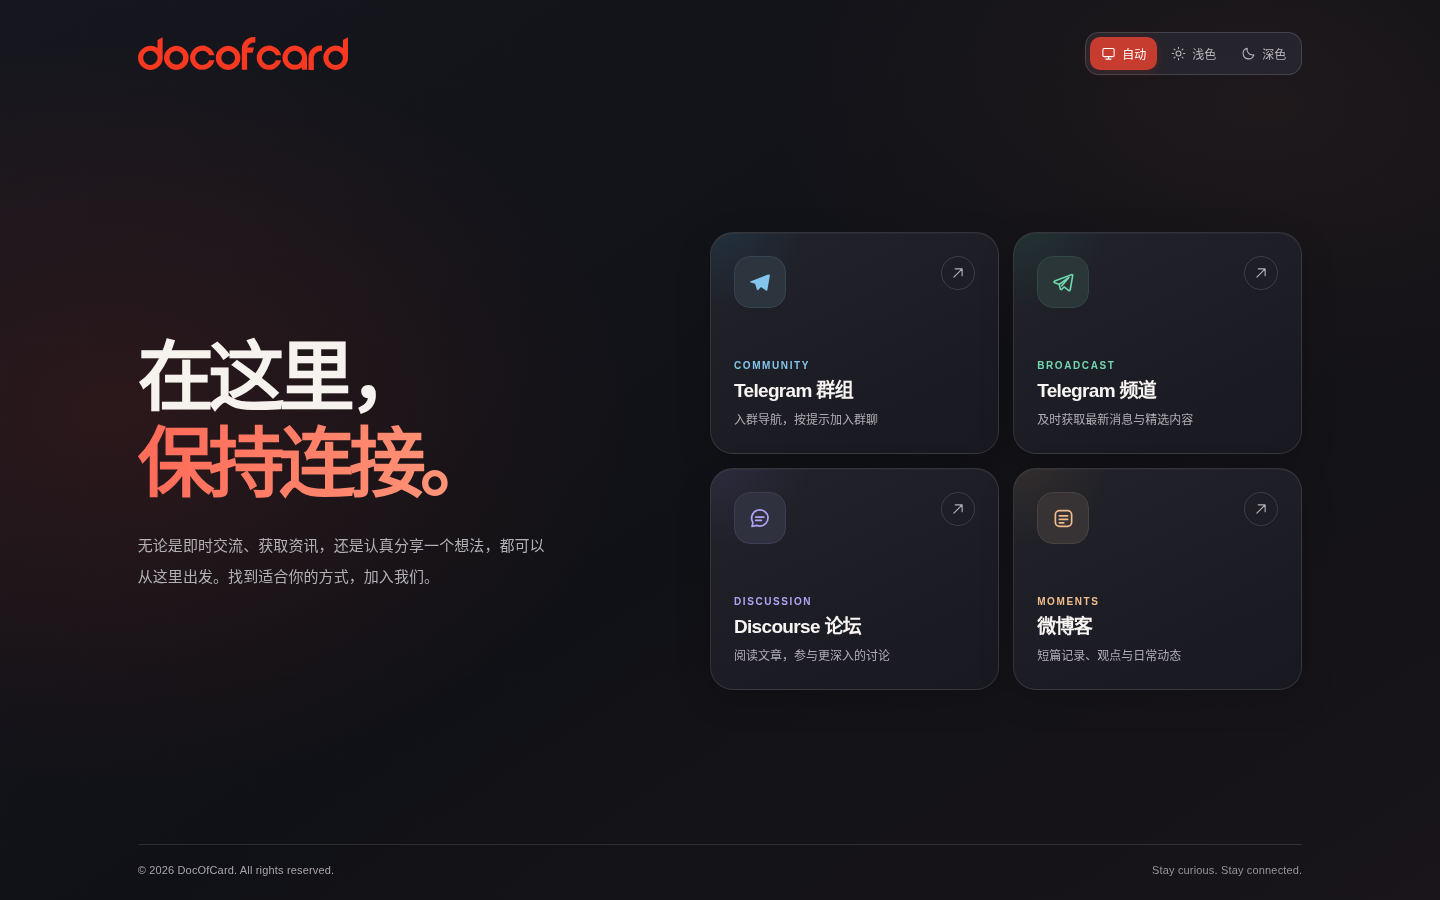 docofcard
自动
浅色
深色
在这里，
保持连接。
无论是即时交流、获取资讯，还是认真分享一个想法，都可以
从这里出发。找到适合你的方式，加入我们。
COMMUNITY
Telegram 群组
入群导航，按提示加入群聊
BROADCAST
Telegram 频道
及时获取最新消息与精选内容
DISCUSSION
Discourse 论坛
阅读文章，参与更深入的讨论
MOMENTS
微博客
短篇记录、观点与日常动态
© 2026 DocOfCard. All rights reserved.
Stay curious. Stay connected.